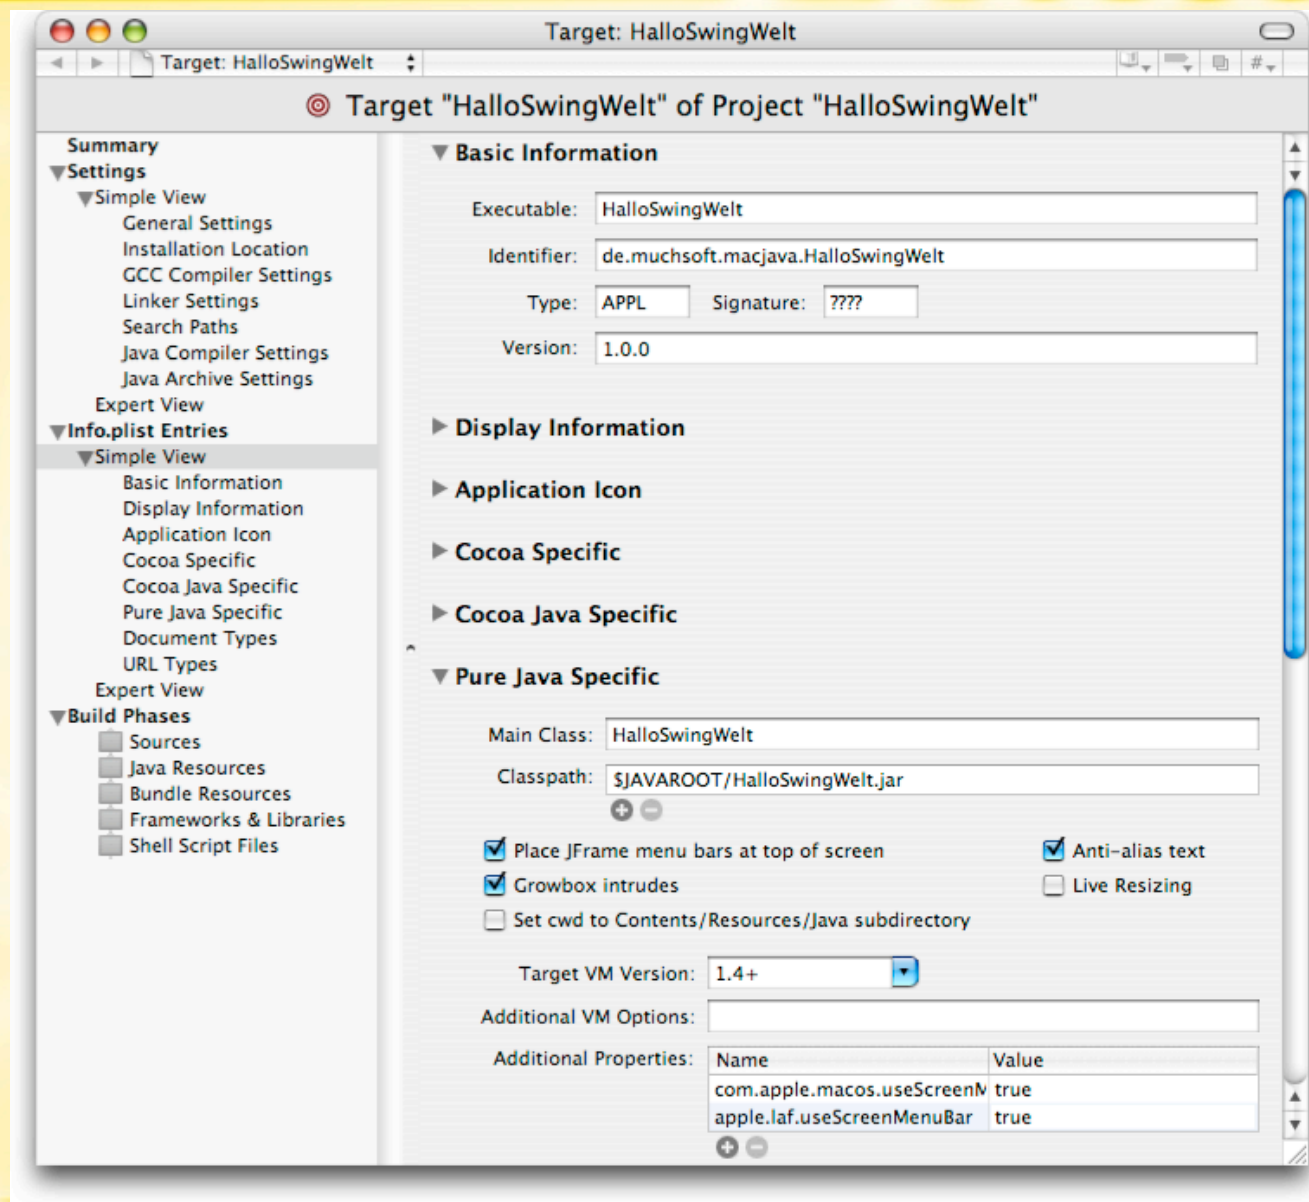 Target: HalloSwingWelt
Target: HalloSwingWelt
#
Target "HalloSwingWelt" of Project "HalloSwingWelt"
Summary
Settings
Simple View
General Settings
Installation Location
GCC Compiler Settings
Linker Settings
Search Paths
Java Compiler Settings
Java Archive Settings
Expert View
Info.plist Entries
Simple View
Basic Information
Display Information
Application Icon
Cocoa Specific
Cocoa Java Specific
Pure Java Specific
Document Types
URL Types
Expert View
Build Phases
Sources
Java Resources
Bundle Resources
Frameworks & Libraries
Shell Script Files
Basic Information
Executable: HalloSwingWelt
Identifier: de.muchsoft.macjava.HalloSwingWelt
Type: APPL Signature: ????
Version: 1.0.0
Display Information
Application Icon
Cocoa Specific
Cocoa Java Specific
Pure Java Specific
Main Class: HalloSwingWelt
Classpath: $JAVAROOT/HalloSwingWelt.jar
Place JFrame menu bars at top of screen Anti-alias text
Growbox intrudes Live Resizing
Set cwd to Contents/Resources/Java subdirectory
Target VM Version: 1.4+
Additional VM Options:
Additional Properties: Name Value
com.apple.macos.useScreenM true
apple.laf.useScreenMenuBar true